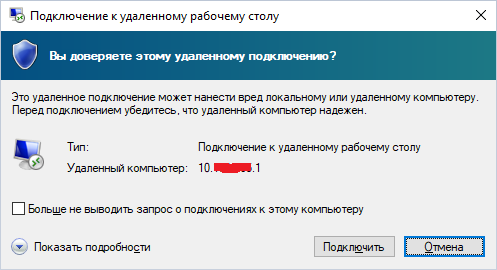 Подключение к удаленному рабочему столу
Вы доверяете этому удаленному подключению?
Это удаленное подключение может нанести вред локальному или удаленному компьютеру.
Перед подключением убедитесь, что удаленный компьютер надежен.
Тип: Подключение к удаленному рабочему столу
Удаленный компьютер: 10. .1
Больше не выводить запрос о подключениях к этому компьютеру
Показать подробности
Подключить Отмена